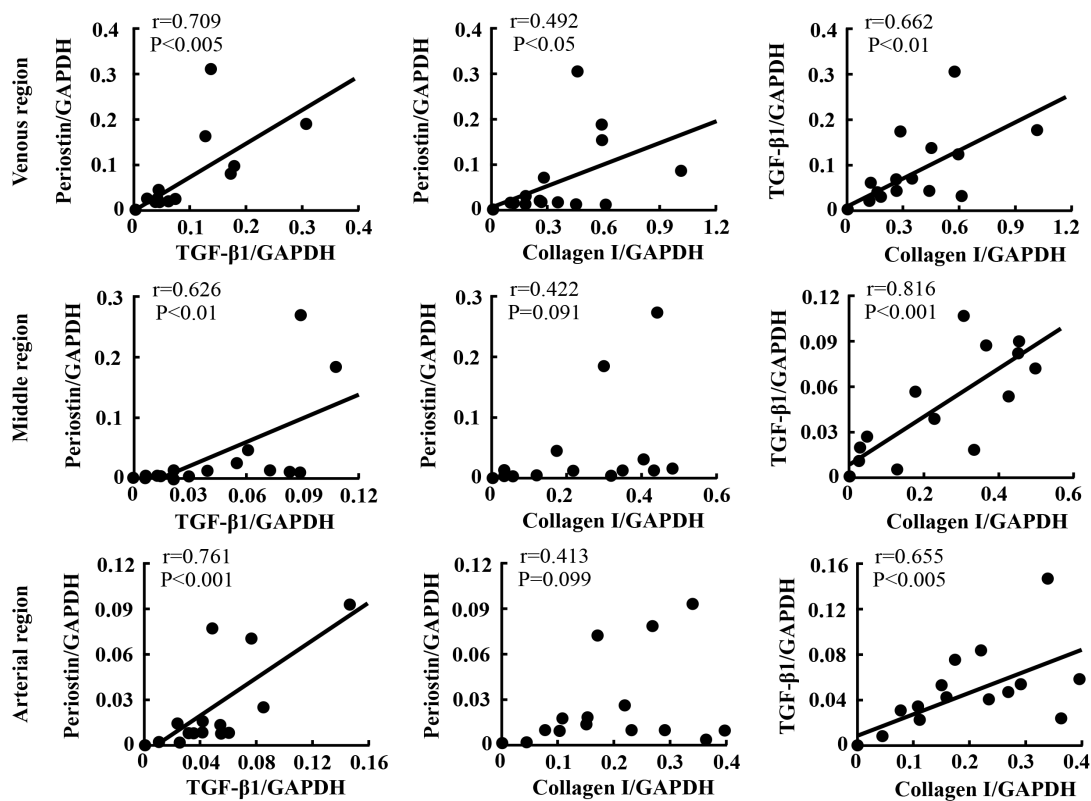 Venous region
r=0.709
P<0.005
Periostin/GAPDH
0.4
0.3
0.2
0.1
0
0 0.1 0.2 0.3 0.4
TGF-β1/GAPDH
r=0.492
P<0.05
Periostin/GAPDH
0.4
0.3
0.2
0.1
0
0 0.3 0.6 0.9 1.2
Collagen I/GAPDH
r=0.662
P<0.01
TGF-β1/GAPDH
0.4
0.3
0.2
0.1
0
0 0.3 0.6 0.9 1.2
Collagen I/GAPDH
Middle region
r=0.626
P<0.01
Periostin/GAPDH
0.3
0.2
0.1
0
0 0.03 0.06 0.09 0.12
TGF-β1/GAPDH
r=0.422
P=0.091
Periostin/GAPDH
0.3
0.2
0.1
0
0 0.2 0.4 0.6
Collagen I/GAPDH
r=0.816
P<0.001
TGF-β1/GAPDH
0.12
0.09
0.06
0.03
0
0 0.2 0.4 0.6
Collagen I/GAPDH
Arterial region
r=0.761
P<0.001
Periostin/GAPDH
0.12
0.09
0.06
0.03
0
0 0.04 0.08 0.12 0.16
TGF-β1/GAPDH
r=0.413
P=0.099
Periostin/GAPDH
0.12
0.09
0.06
0.03
0
0 0.1 0.2 0.3 0.4
Collagen I/GAPDH
r=0.655
P<0.005
TGF-β1/GAPDH
0.16
0.12
0.08
0.04
0
0 0.1 0.2 0.3 0.4
Collagen I/GAPDH